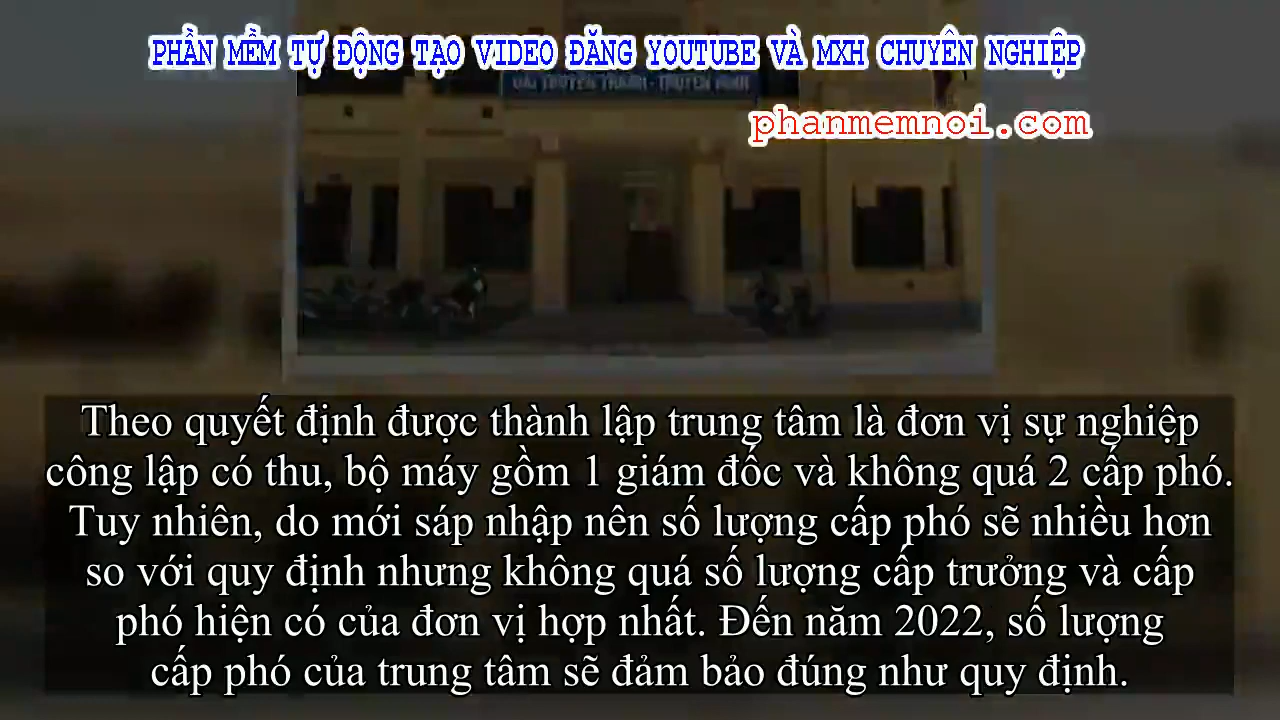 PHẦN MỀM TỰ ĐỘNG TẠO VIDEO ĐĂNG YOUTUBE VÀ MXH CHUYÊN NGHIỆP
ĐÀI TRUYỀN THANH - TRUYỀN HÌNH
phanmemnoi.com
Theo quyết định được thành lập trung tâm là đơn vị sự nghiệp
công lập có thu, bộ máy gồm 1 giám đốc và không quá 2 cấp phó.
Tuy nhiên, do mới sáp nhập nên số lượng cấp phó sẽ nhiều hơn
so với quy định nhưng không quá số lượng cấp trưởng và cấp
phó hiện có của đơn vị hợp nhất. Đến năm 2022, số lượng
cấp phó của trung tâm sẽ đảm bảo đúng như quy định.